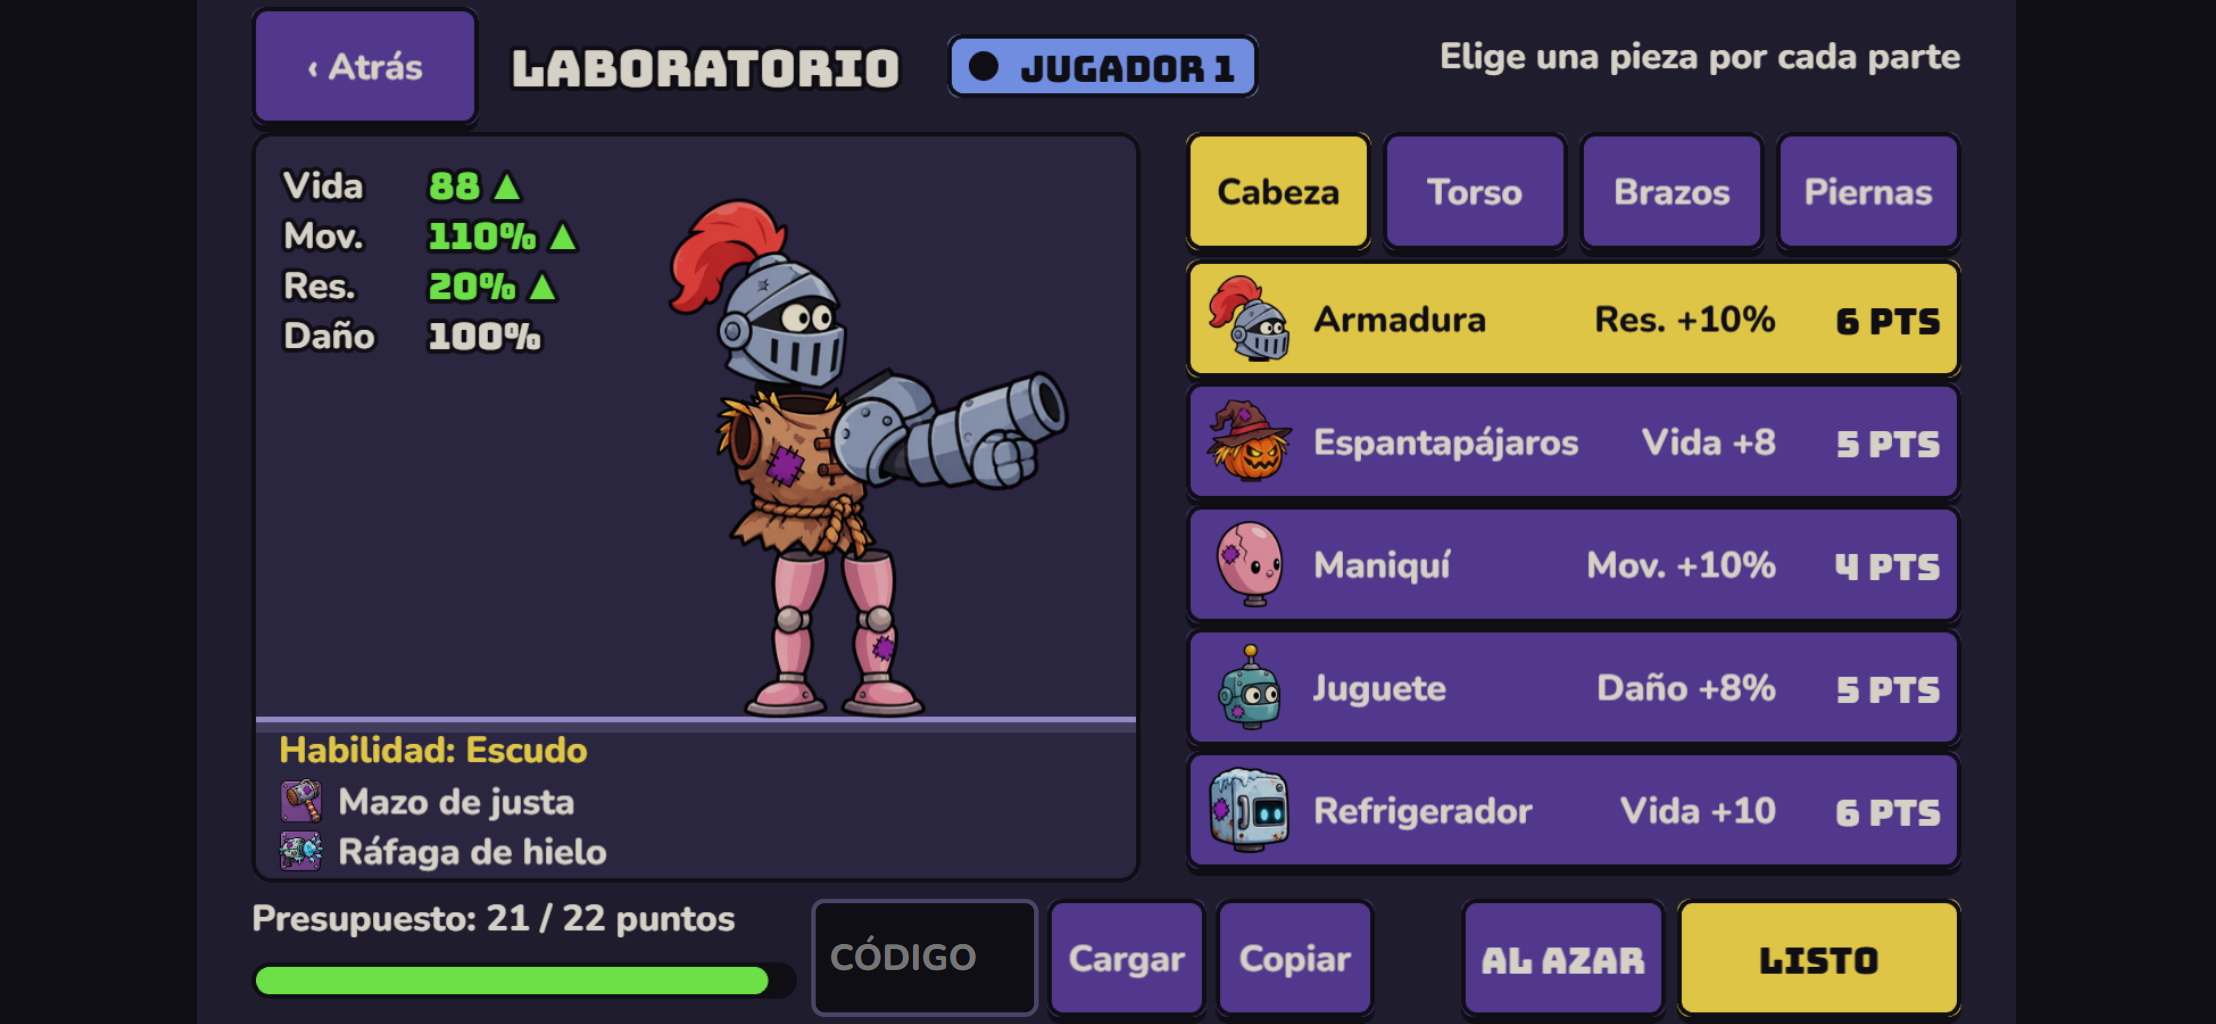 ‹ Atrás
LABORATORIO
JUGADOR 1
Elige una pieza por cada parte
Vida 88 ▲
Mov. 110% ▲
Res. 20% ▲
Daño 100%
Habilidad: Escudo
Mazo de justa
Ráfaga de hielo
Cabeza
Torso
Brazos
Piernas
Armadura Res. +10% 6 PTS
Espantapájaros Vida +8 5 PTS
Maniquí Mov. +10% 4 PTS
Juguete Daño +8% 5 PTS
Refrigerador Vida +10 6 PTS
Presupuesto: 21 / 22 puntos
CÓDIGO
Cargar
Copiar
AL AZAR
LISTO